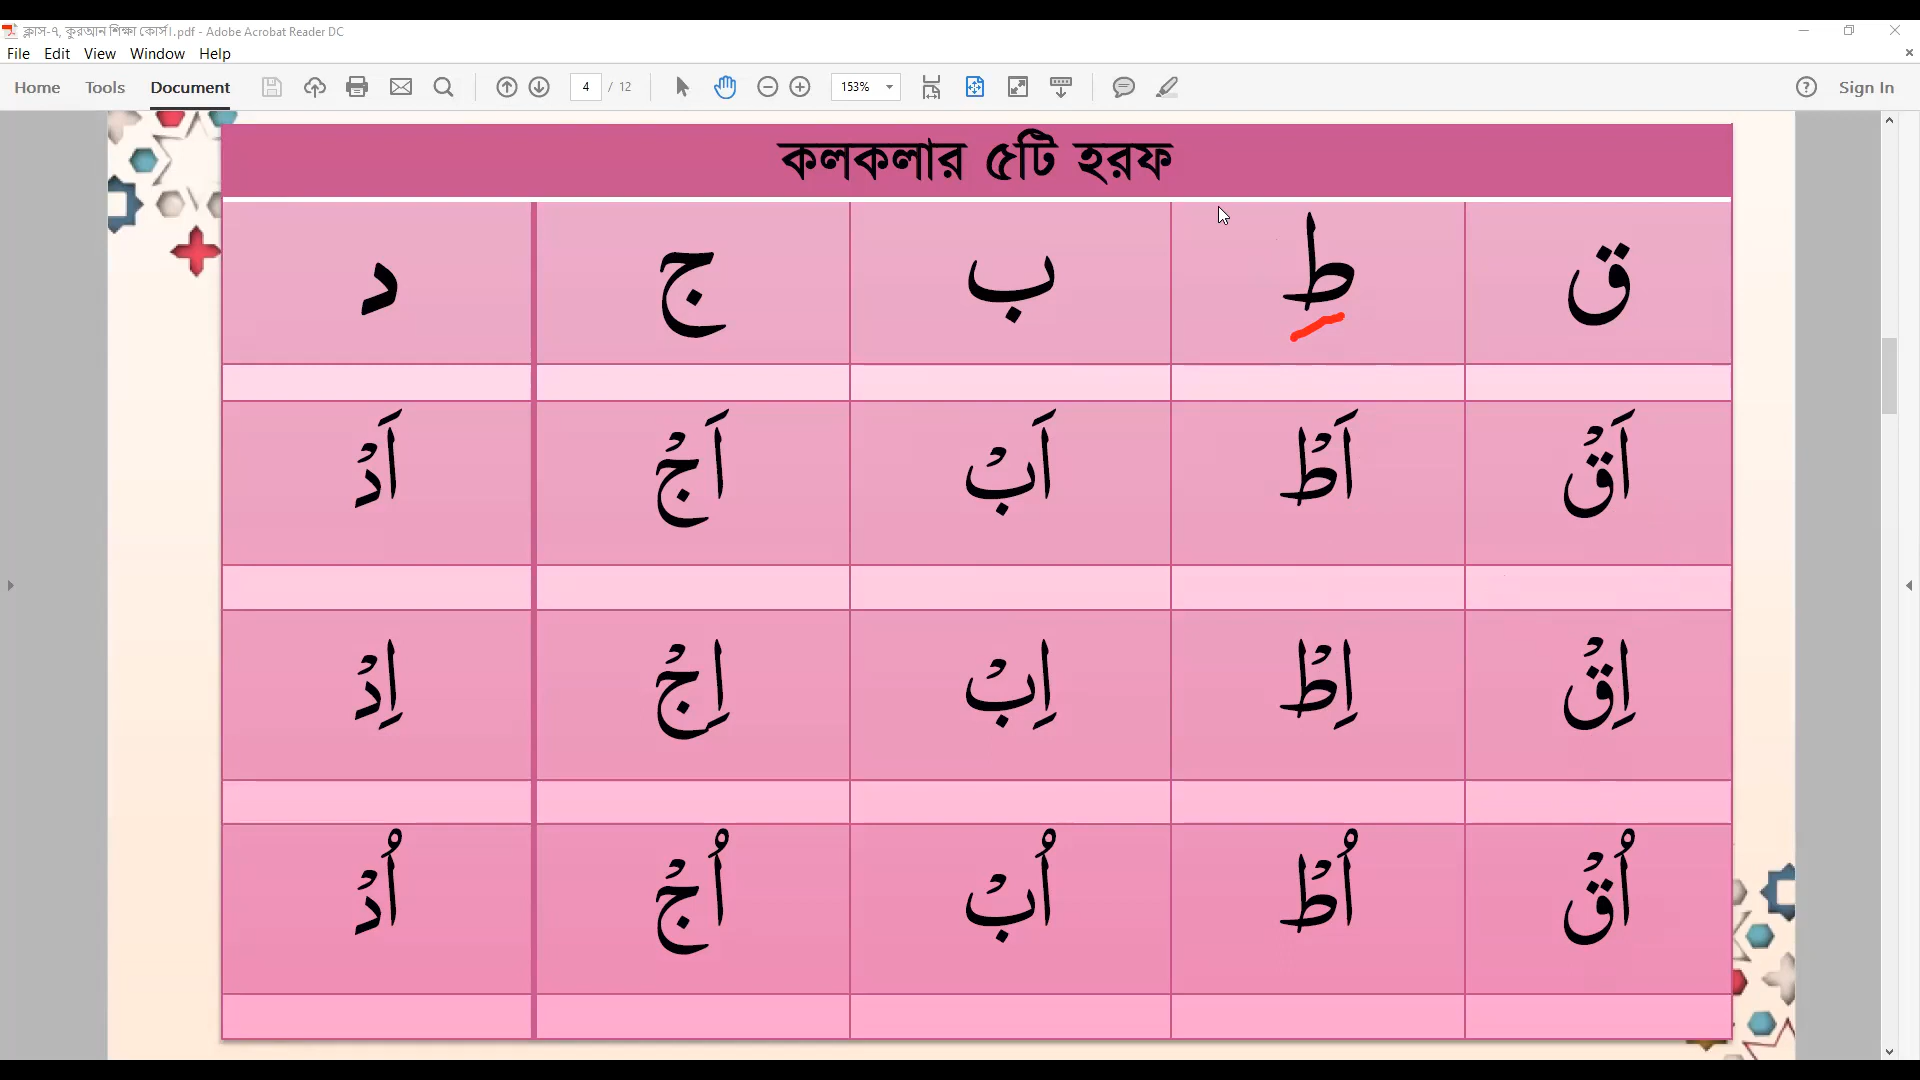 ক্লাস-৭, কুরআন শিক্ষা কোর্স।.pdf - Adobe Acrobat Reader DC
File Edit View Window Help
Home Tools Document 4 / 12 153% Sign In
কলকলার ৫টি হরফ
ق ط ب ج د
اَقْ اَطْ اَبْ اَجْ اَدْ
اِقْ اِطْ اِبْ اِجْ اِدْ
اُقْ اُطْ اُبْ اُجْ اُدْ